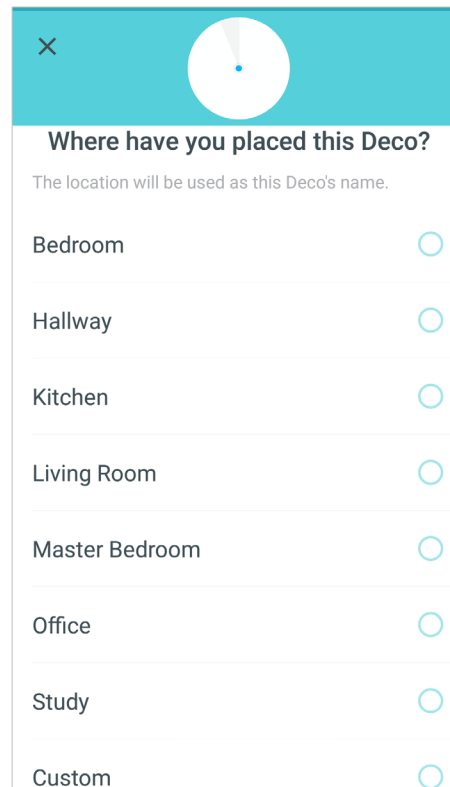 Where have you placed this Deco?
The location will be used as this Deco's name.
Bedroom
Hallway
Kitchen
Living Room
Master Bedroom
Office
Study
Custom